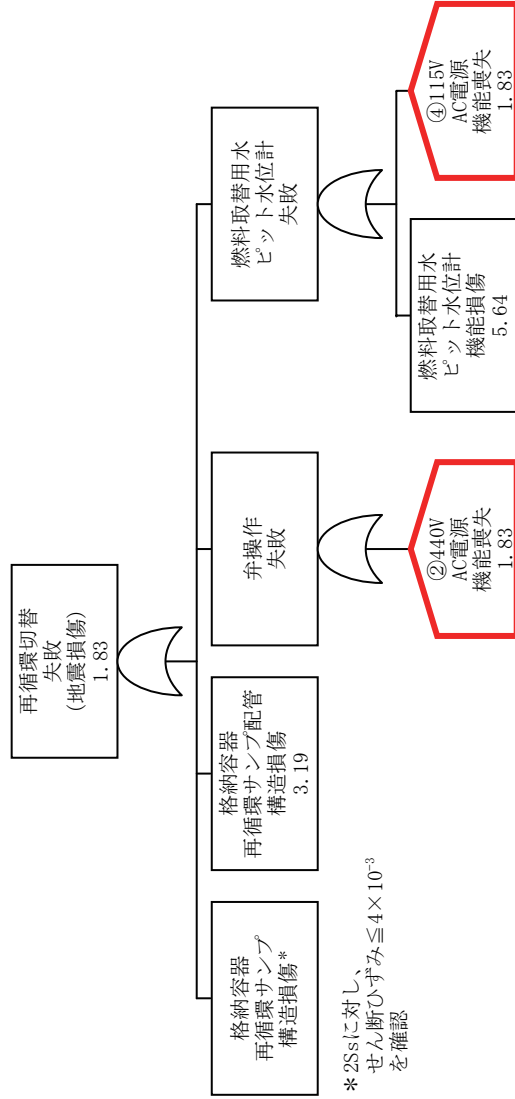 再循環切替
失敗
(地震損傷)
1.83
格納容器
再循環サンプ
構造損傷*
格納容器
再循環サンプ配管
構造損傷
3.19
弁操作
失敗
燃料取替用水
ピット水位計
失敗
②440V
AC電源
機能喪失
1.83
燃料取替用水
ピット水位計
機能損傷
5.64
④115V
AC電源
機能喪失
1.83
*2Ssに対し、
せん断ひずみ≦4×10⁻³
を確認